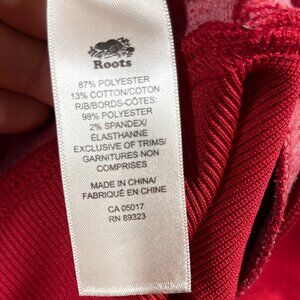 Roots
87% POLYESTER
13% COTTON/COTON
RIB/BORDS-CÔTES:
98% POLYESTER
2% SPANDEX/
ÉLASTHANNE
EXCLUSIVE OF TRIMS/
GARNITURES NON
COMPRISES
MADE IN CHINA/
FABRIQUÉ EN CHINE
CA 05017
RN 89323